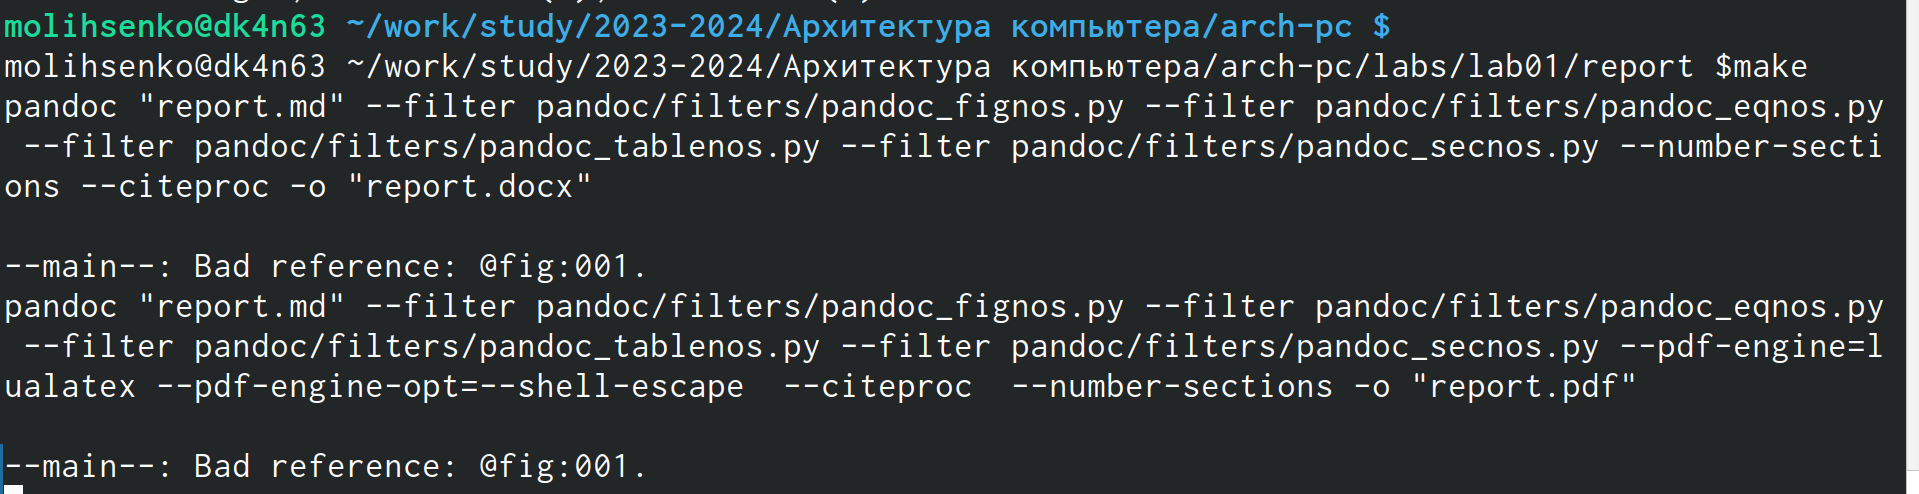 molihsenko@dk4n63 ~/work/study/2023-2024/Архитектура компьютера/arch-pc $
molihsenko@dk4n63 ~/work/study/2023-2024/Архитектура компьютера/arch-pc/labs/lab01/report $make
pandoc "report.md" --filter pandoc/filters/pandoc_fignos.py --filter pandoc/filters/pandoc_eqnos.py
 --filter pandoc/filters/pandoc_tablenos.py --filter pandoc/filters/pandoc_secnos.py --number-secti
ons --citeproc -o "report.docx"
--main--: Bad reference: @fig:001.
pandoc "report.md" --filter pandoc/filters/pandoc_fignos.py --filter pandoc/filters/pandoc_eqnos.py
 --filter pandoc/filters/pandoc_tablenos.py --filter pandoc/filters/pandoc_secnos.py --pdf-engine=l
ualatex --pdf-engine-opt=--shell-escape  --citeproc  --number-sections -o "report.pdf"
--main--: Bad reference: @fig:001.